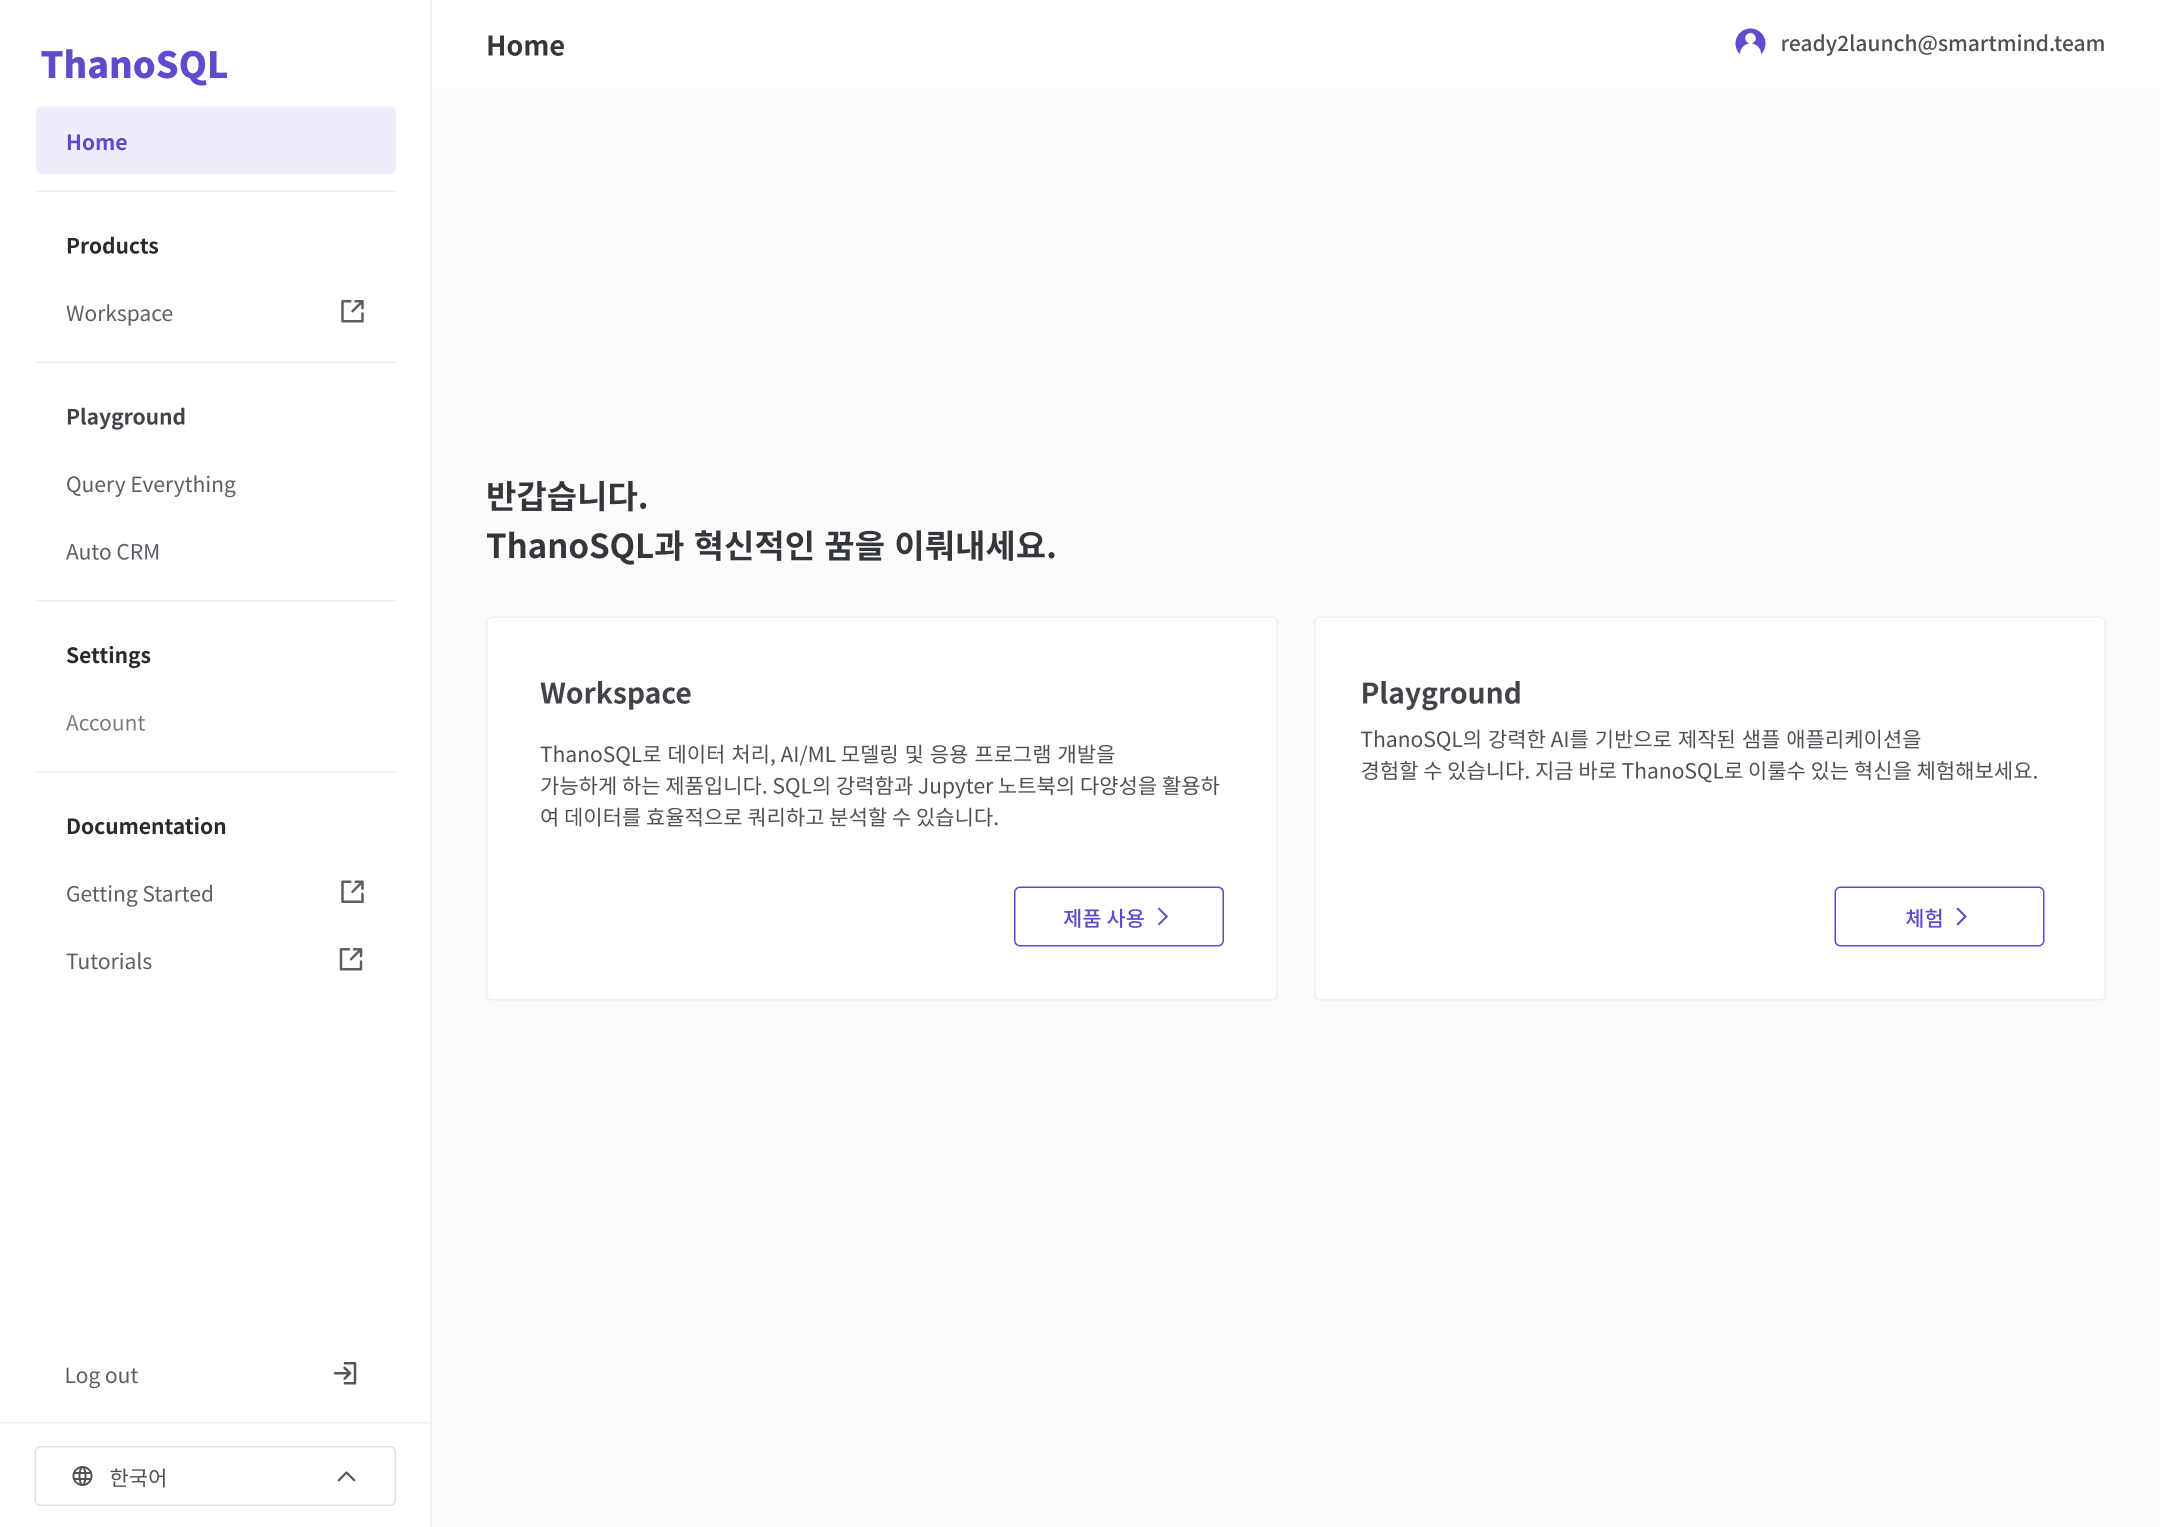 ThanoSQL
Home
Products
Workspace
Playground
Query Everything
Auto CRM
Settings
Account
Documentation
Getting Started
Tutorials
Log out
한국어
Home
ready2launch@smartmind.team
반갑습니다.
ThanoSQL과 혁신적인 꿈을 이뤄내세요.
Workspace
ThanoSQL로 데이터 처리, AI/ML 모델링 및 응용 프로그램 개발을
가능하게 하는 제품입니다. SQL의 강력함과 Jupyter 노트북의 다양성을 활용하
여 데이터를 효율적으로 쿼리하고 분석할 수 있습니다.
제품 사용
Playground
ThanoSQL의 강력한 AI를 기반으로 제작된 샘플 애플리케이션을
경험할 수 있습니다. 지금 바로 ThanoSQL로 이룰수 있는 혁신을 체험해보세요.
체험